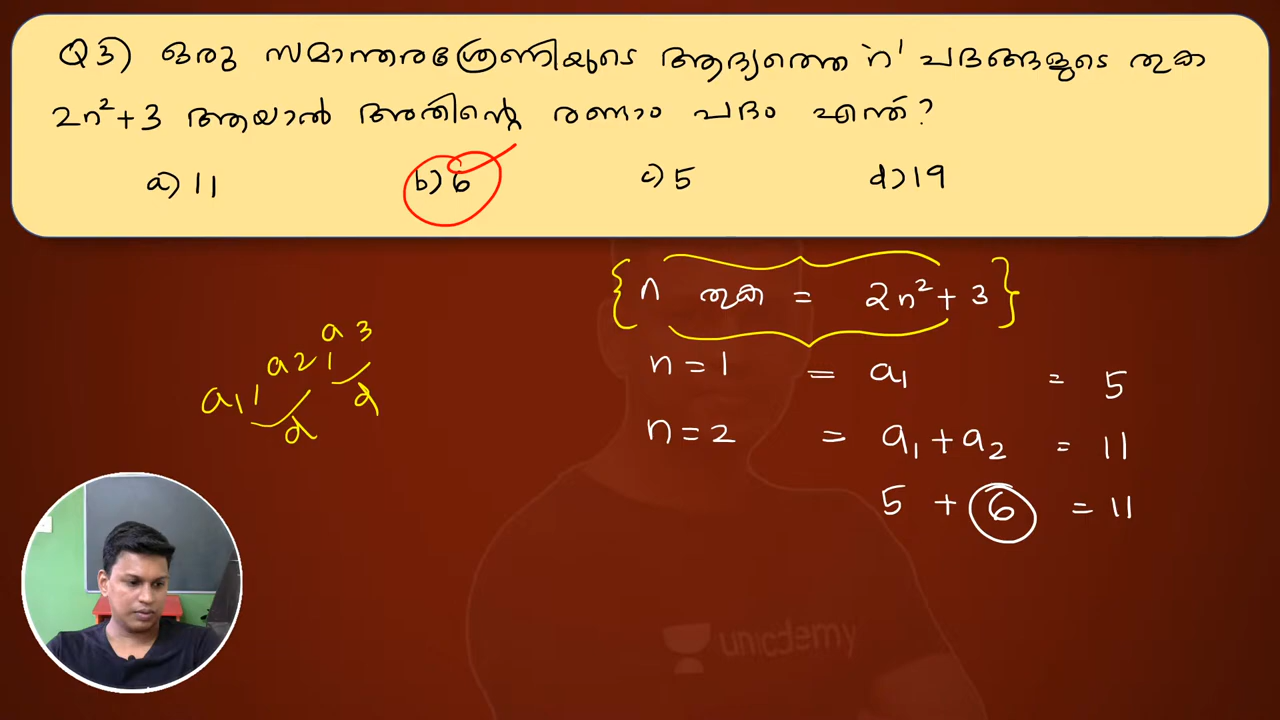 Q3) ഒരു സമാന്തരശ്രേണിയുടെ ആദ്യത്തെ 'n' പദങ്ങളുടെ തുക
2n²+3 ആയാൽ അതിന്റെ രണ്ടാം പദം എന്ത്?
a) 11 b) 6 c) 5 d) 19
{n തുക = 2n²+3}
n = 1 = a₁ = 5
n = 2 = a₁ + a₂ = 11
5 + 6 = 11
a₁, a₂, a₃
d d
unacademy